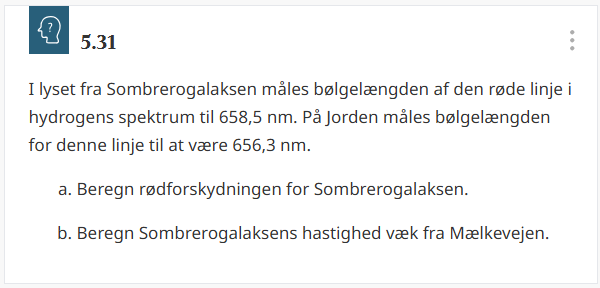 ?
5.31
I lyset fra Sombrerogalaksen måles bølgelængden af den røde linje i
hydrogens spektrum til 658,5 nm. På Jorden måles bølgelængden
for denne linje til at være 656,3 nm.
a. Beregn rødforskydningen for Sombrerogalaksen.
b. Beregn Sombrerogalaksens hastighed væk fra Mælkevejen.